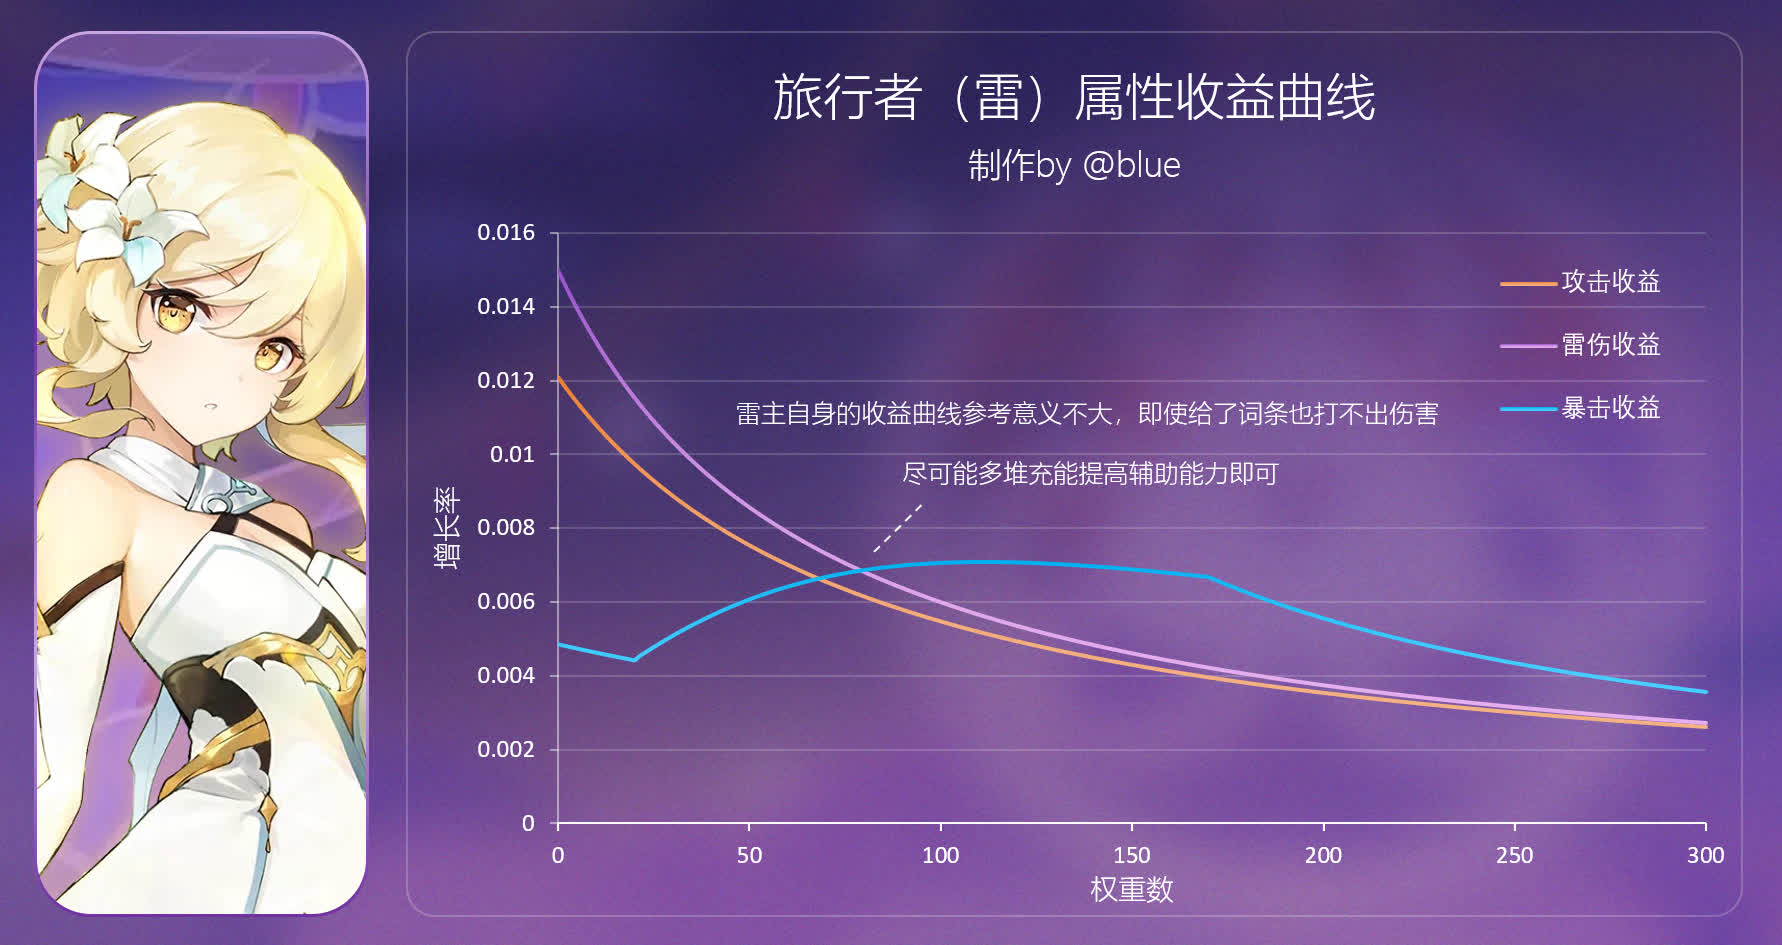 旅行者（雷）属性收益曲线
制作by @blue
0.016
0.014
0.012
0.01
0.008
0.006
0.004
0.002
0
增长率
攻击收益
雷伤收益
暴击收益
雷主自身的收益曲线参考意义不大，即使给了词条也打不出伤害
尽可能多堆充能提高辅助能力即可
0 50 100 150 200 250 300
权重数